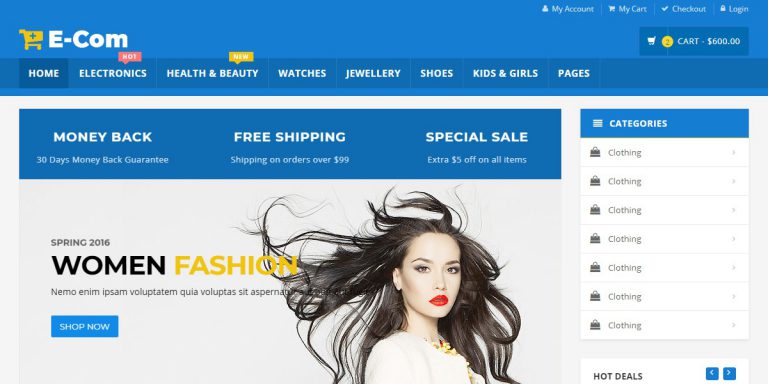 My Account My Cart Checkout Login
E-Com
2 CART - $600.00
HOT NEW
HOME ELECTRONICS HEALTH & BEAUTY WATCHES JEWELLERY SHOES KIDS & GIRLS PAGES
MONEY BACK FREE SHIPPING SPECIAL SALE
30 Days Money Back Guarantee Shipping on orders over $99 Extra $5 off on all items
SPRING 2016
WOMEN FASHION
Nemo enim ipsam voluptatem quia voluptas sit aspernatur
SHOP NOW
CATEGORIES
Clothing
Clothing
Clothing
Clothing
Clothing
Clothing
Clothing
HOT DEALS